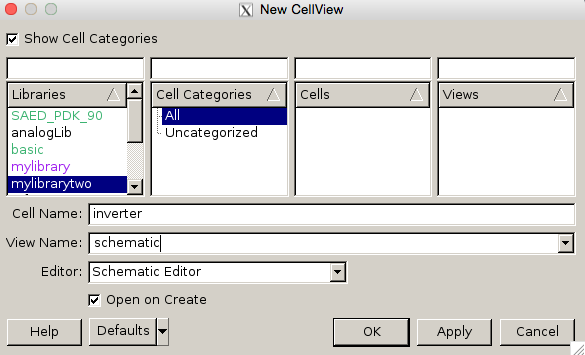 New CellView
Show Cell Categories
Libraries Cell Categories Cells Views
SAED_PDK_90 All
analogLib Uncategorized
basic
mylibrary
mylibrarytwo
Cell Name: inverter
View Name: schematic
Editor: Schematic Editor
Open on Create
Help Defaults OK Apply Cancel